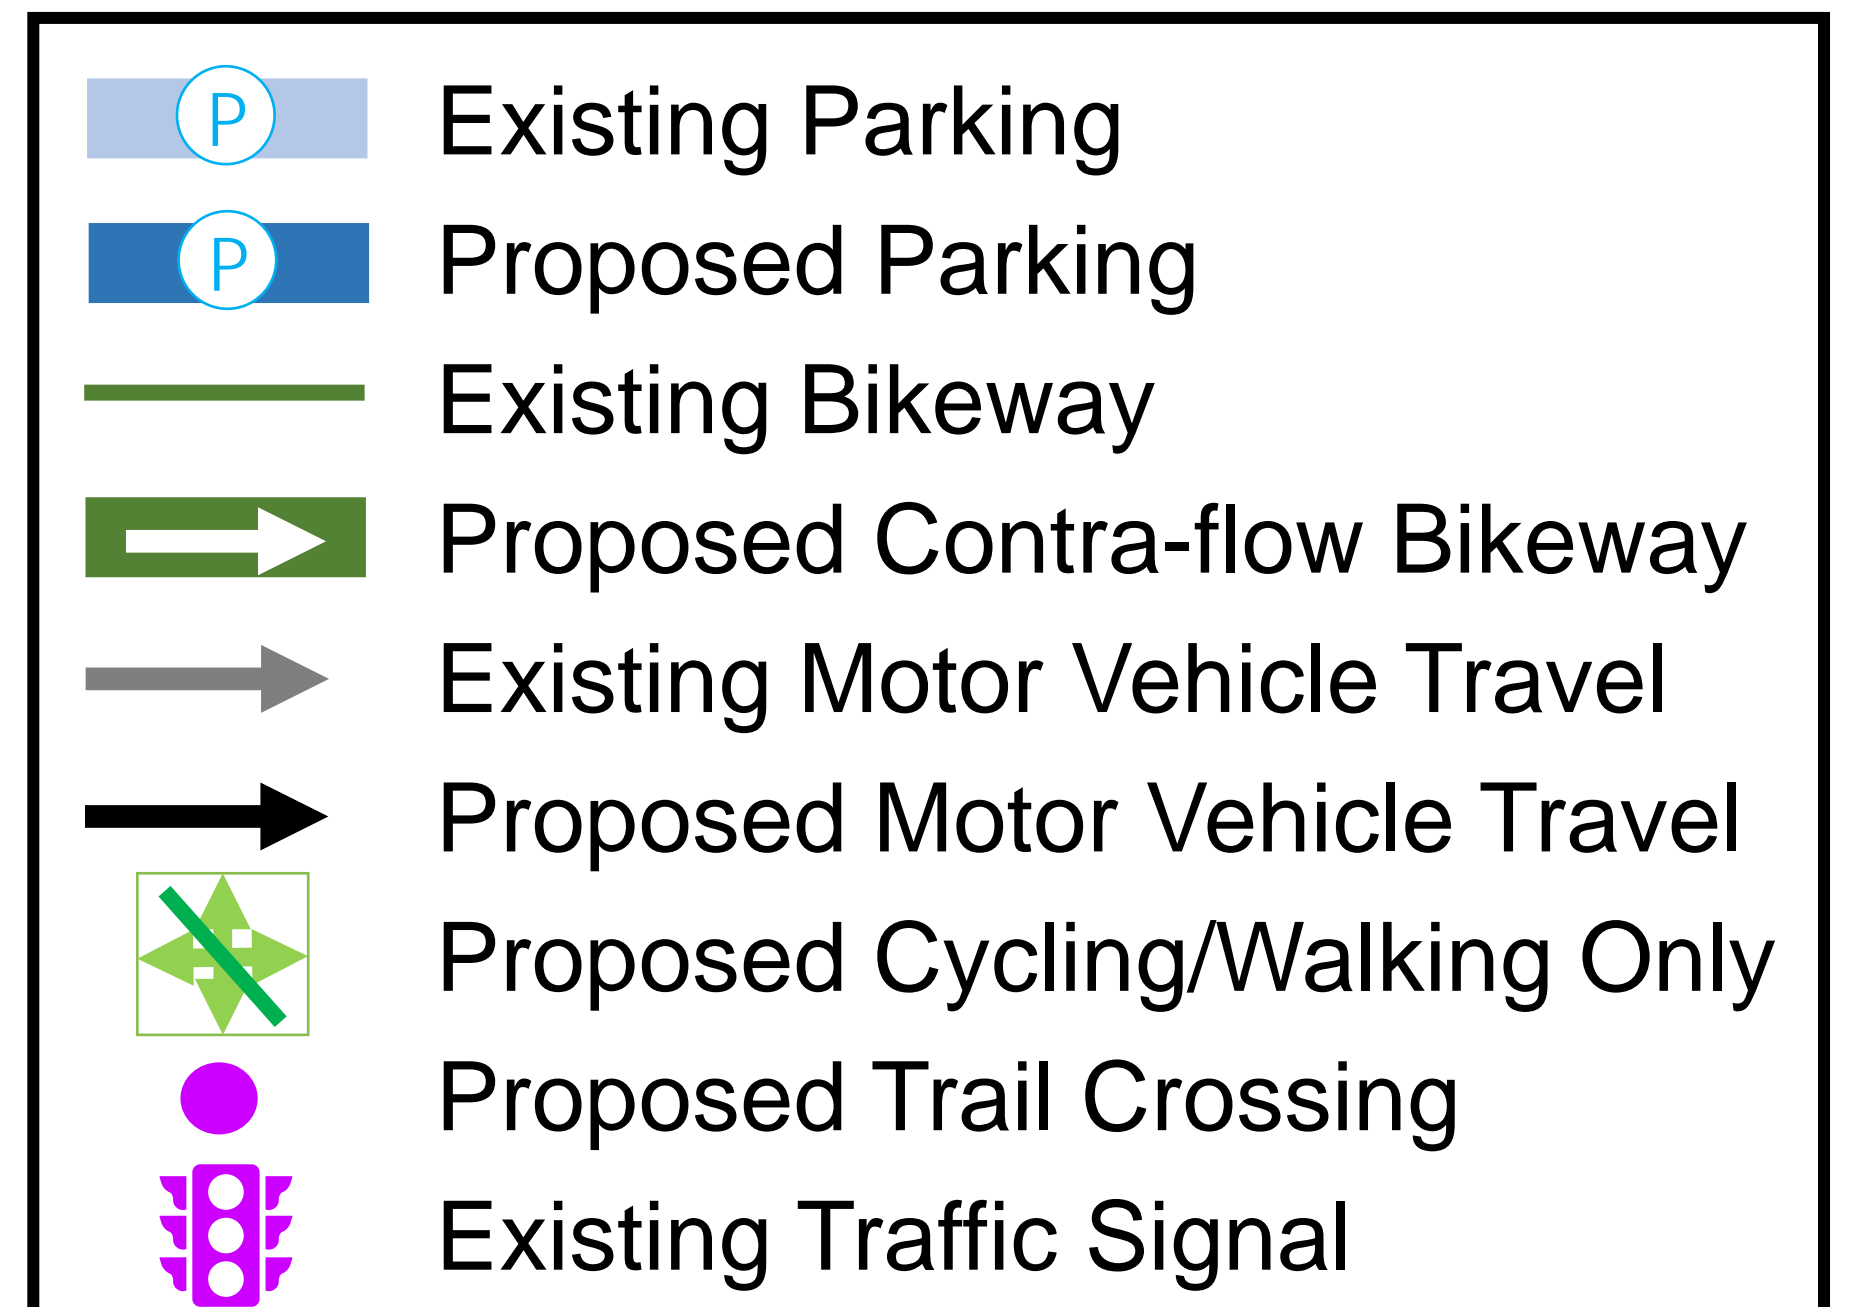 P Existing Parking
P Proposed Parking
Existing Bikeway
Proposed Contra-flow Bikeway
Existing Motor Vehicle Travel
Proposed Motor Vehicle Travel
Proposed Cycling/Walking Only
Proposed Trail Crossing
Existing Traffic Signal